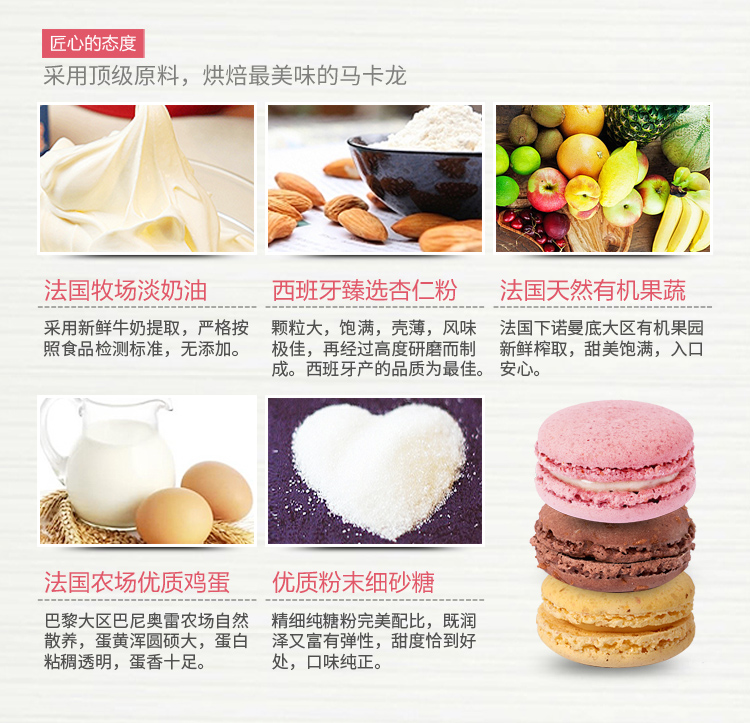 匠心的态度
采用顶级原料，烘焙最美味的马卡龙
法国牧场淡奶油
采用新鲜牛奶提取，严格按
照食品检测标准，无添加。
西班牙臻选杏仁粉
颗粒大，饱满，壳薄，风味
极佳，再经过高度研磨而制
成。西班牙产的品质为最佳。
法国天然有机果蔬
法国下诺曼底大区有机果园
新鲜榨取，甜美饱满，入口
安心。
法国农场优质鸡蛋
巴黎大区巴尼奥雷农场自然
散养，蛋黄浑圆硕大，蛋白
粘稠透明，蛋香十足。
优质粉末细砂糖
精细纯糖粉完美配比，既润
泽又富有弹性，甜度恰到好
处，口味纯正。